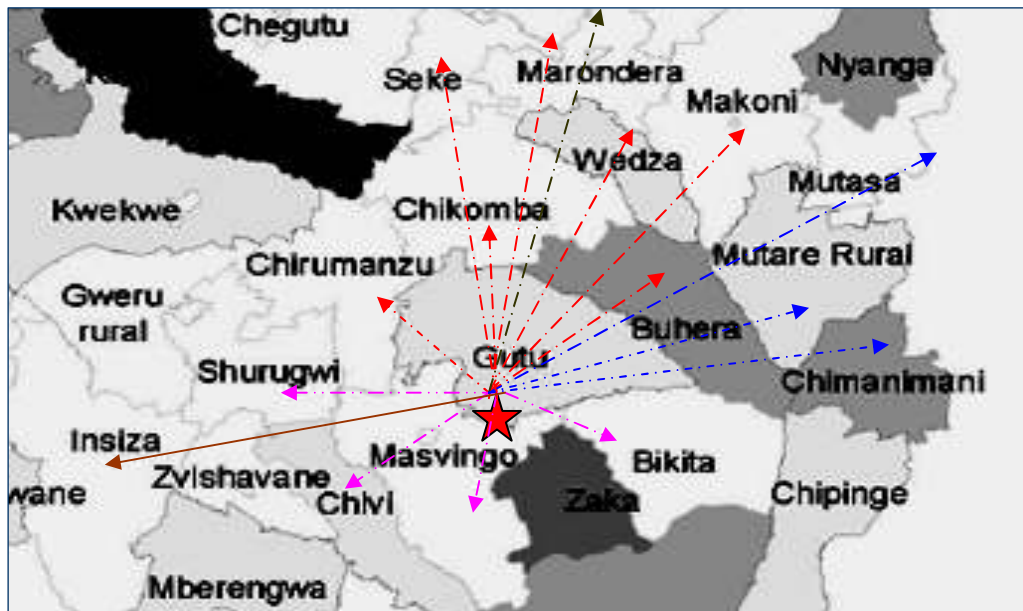 Chegutu
Seke
Marondera
Nyanga
Makoni
Wedza
Mutasa
Kwekwe
Chikomba
Mutare Rural
Chirumanzu
Gweru
rural
Buhera
Gutu
Shurugwi
Chimanimani
Insiza
Masvingo
Bikita
Zvishavane
wane
Chivi
Zaka
Chipinge
Mberengwa